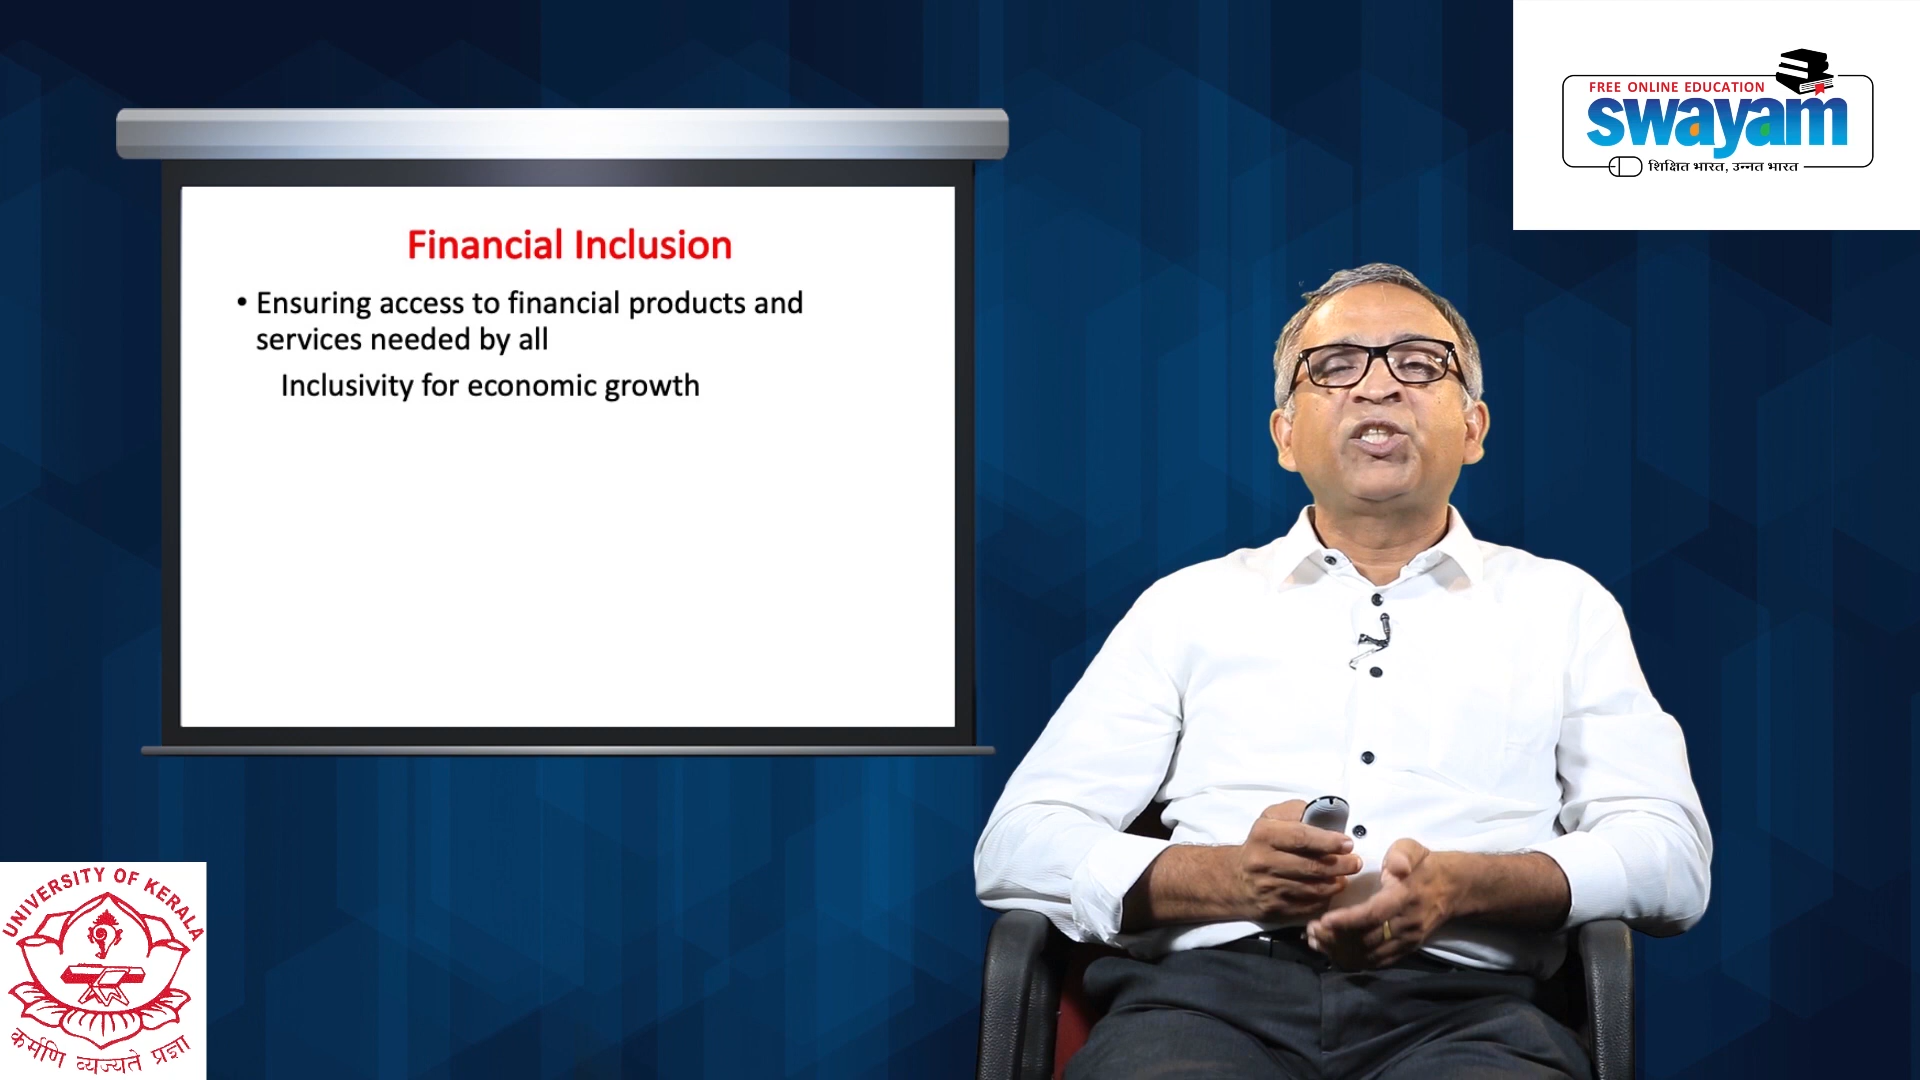 FREE ONLINE EDUCATION
swayam
शिक्षित भारत, उन्नत भारत
Financial Inclusion
• Ensuring access to financial products and
services needed by all
Inclusivity for economic growth
UNIVERSITY OF KERALA
कर्मणि व्यज्यते प्रज्ञा